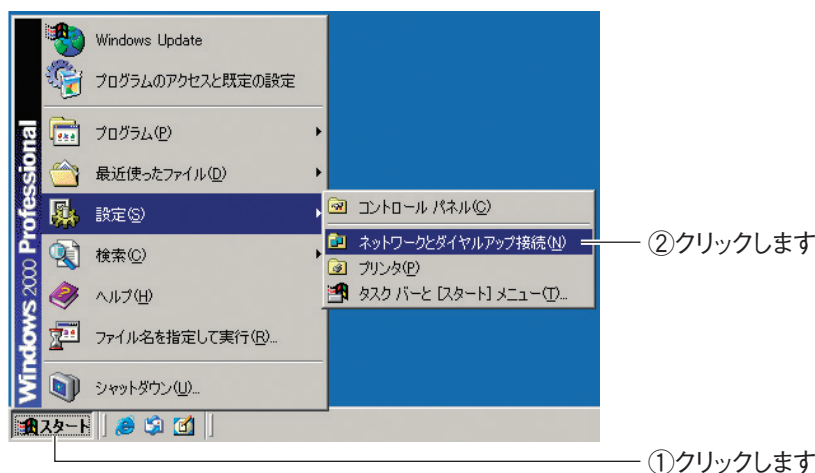 Windows 2000 Professional
Windows Update
プログラムのアクセスと既定の設定
プログラム(P)
最近使ったファイル(D)
設定(S)
検索(C)
ヘルプ(H)
ファイル名を指定して実行(R)...
シャットダウン(U)...
コントロール パネル(C)
ネットワークとダイヤルアップ接続(N)
プリンタ(P)
タスク バーと [スタート] メニュー(T)...
②クリックします
スタート
①クリックします